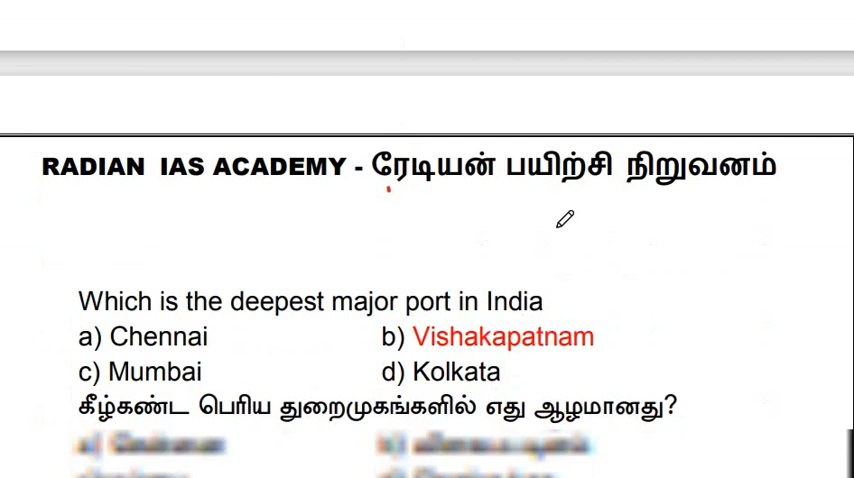 RADIAN IAS ACADEMY - ரேடியன் பயிற்சி நிறுவனம்
Which is the deepest major port in India
a) Chennai b) Vishakapatnam
c) Mumbai d) Kolkata
கீழ்கண்ட பெரிய துறைமுகங்களில் எது ஆழமானது?